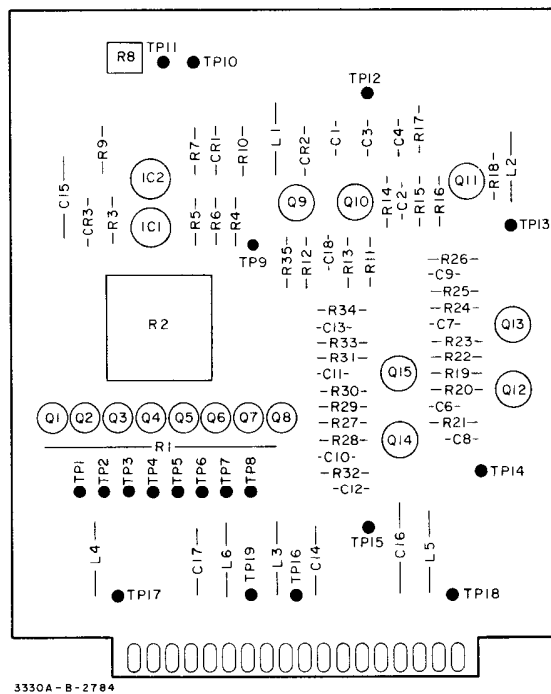 R8
TP11
TP10
TP12
R9
R7
CR1
R10
L1
CR2
C1
C3
C4
R17
C15
IC2
Q9
Q10
R14
C2
R15
R16
Q11
R18
L2
CR3
R3
IC1
R5
R6
R4
TP13
TP9
R35
R12
C18
R13
R11
R26
C9
R25
R34
R24
R2
C13
C7
Q13
R33
R23
R31
R22
C11
Q15
R19
R30
R20
Q12
R29
C6
Q1
Q2
Q3
Q4
Q5
Q6
Q7
Q8
R27
R21
R28
Q14
C8
R1
C10
TP1
TP2
TP3
TP4
TP5
TP6
TP7
TP8
R32
TP14
C12
L4
C17
L6
TP19
L3
TP16
C14
TP15
C16
L5
TP17
TP18
3330A-B-2784